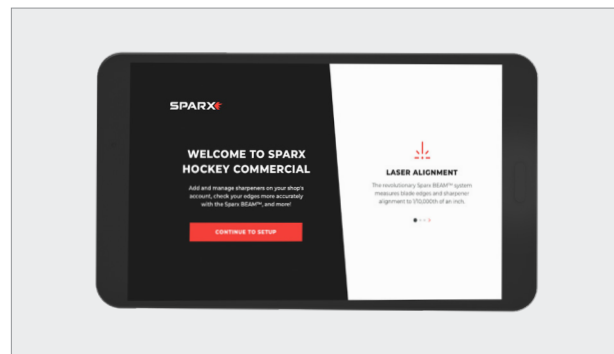 SPARX
WELCOME TO SPARX
HOCKEY COMMERCIAL
Add and manage sharpeners on your shop's
account, check your edges more accurately
with the Sparx BEAM™, and more!
CONTINUE TO SETUP
LASER ALIGNMENT
The revolutionary Sparx BEAM™ system
measures blade edges and sharpener
alignment to 1/10,000th of an inch.